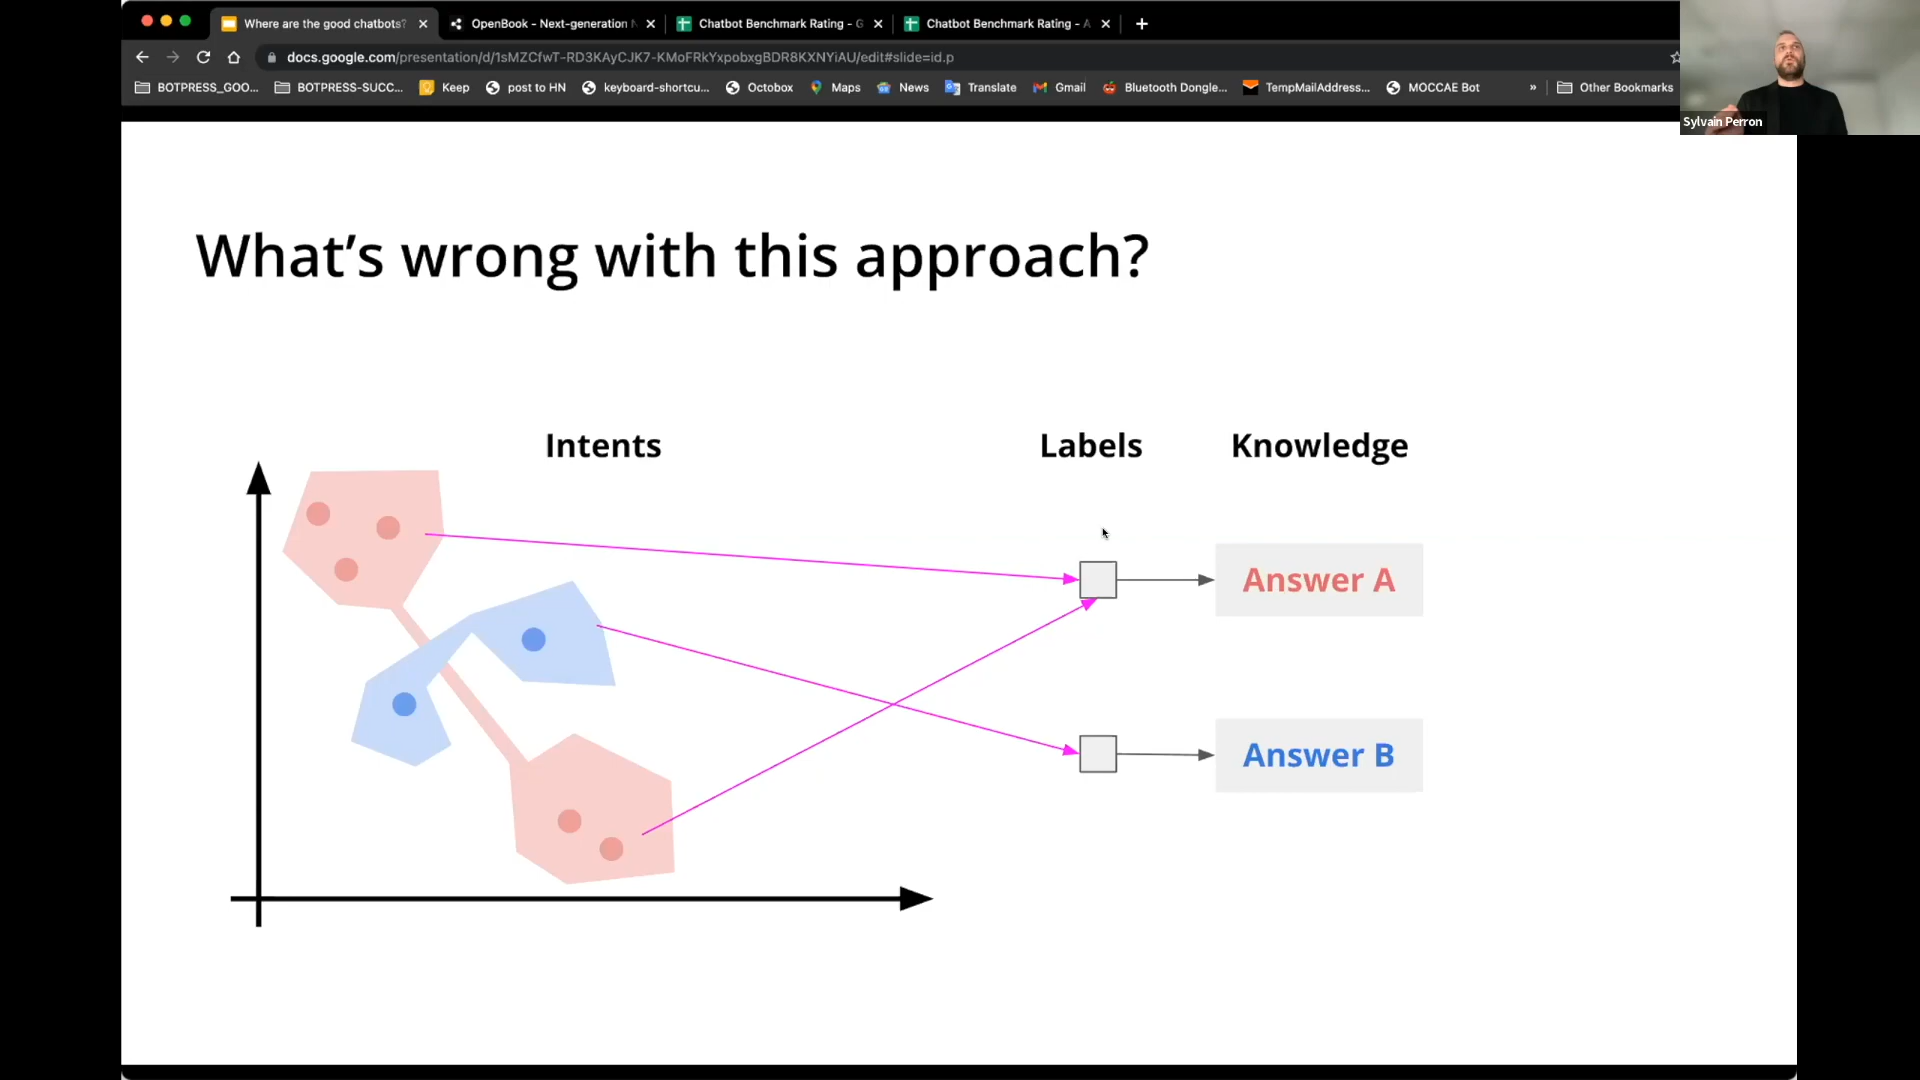 Where are the good chatbots?
OpenBook - Next-generation
Chatbot Benchmark Rating - G
Chatbot Benchmark Rating - A
docs.google.com/presentation/d/1sMZCfwT-RD3KAyCJK7-KMoFRkYxpobxgBDR8KXNYiAU/edit#slide=id.p
BOTPRESS_GOO...
BOTPRESS-SUCC...
Keep
post to HN
keyboard-shortcu...
Octobox
Maps
News
Translate
Gmail
Bluetooth Dongle...
TempMailAddress...
MOCCAE Bot
»
Other Bookmarks
Sylvain Perron
What's wrong with this approach?
Intents
Labels
Knowledge
Answer A
Answer B